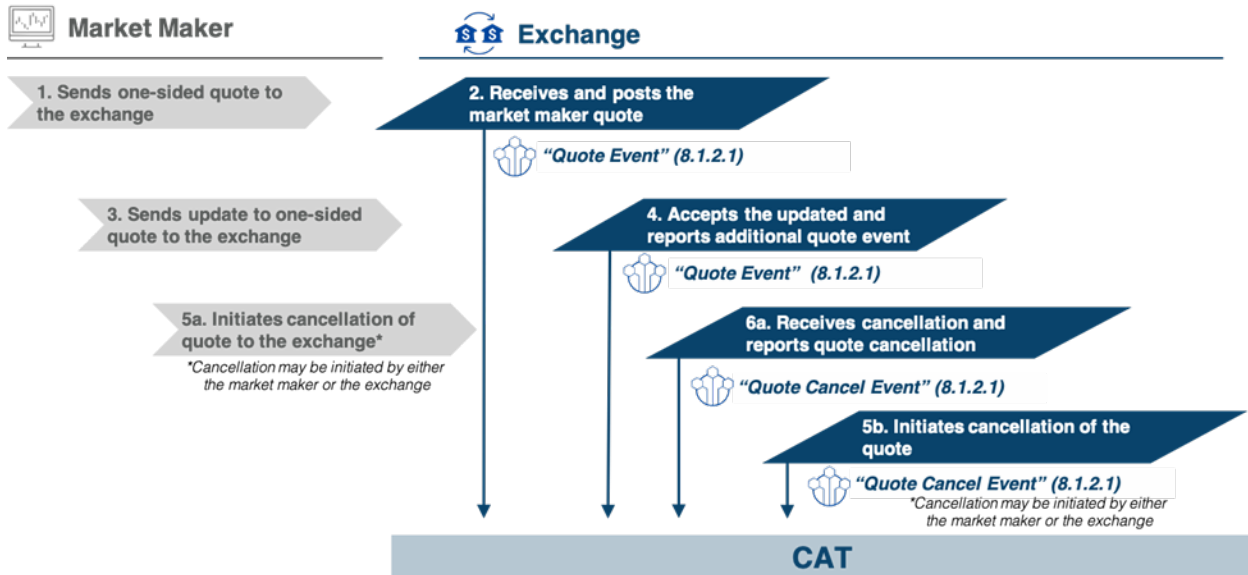 Market Maker
Exchange
1. Sends one-sided quote to
the exchange
2. Receives and posts the
market maker quote
“Quote Event” (8.1.2.1)
3. Sends update to one-sided
quote to the exchange
4. Accepts the updated and
reports additional quote event
“Quote Event” (8.1.2.1)
5a. Initiates cancellation of
quote to the exchange*
*Cancellation may be initiated by either
the market maker or the exchange
6a. Receives cancellation and
reports quote cancellation
“Quote Cancel Event” (8.1.2.1)
5b. Initiates cancellation of the
quote
“Quote Cancel Event” (8.1.2.1)
*Cancellation may be initiated by either
the market maker or the exchange
CAT